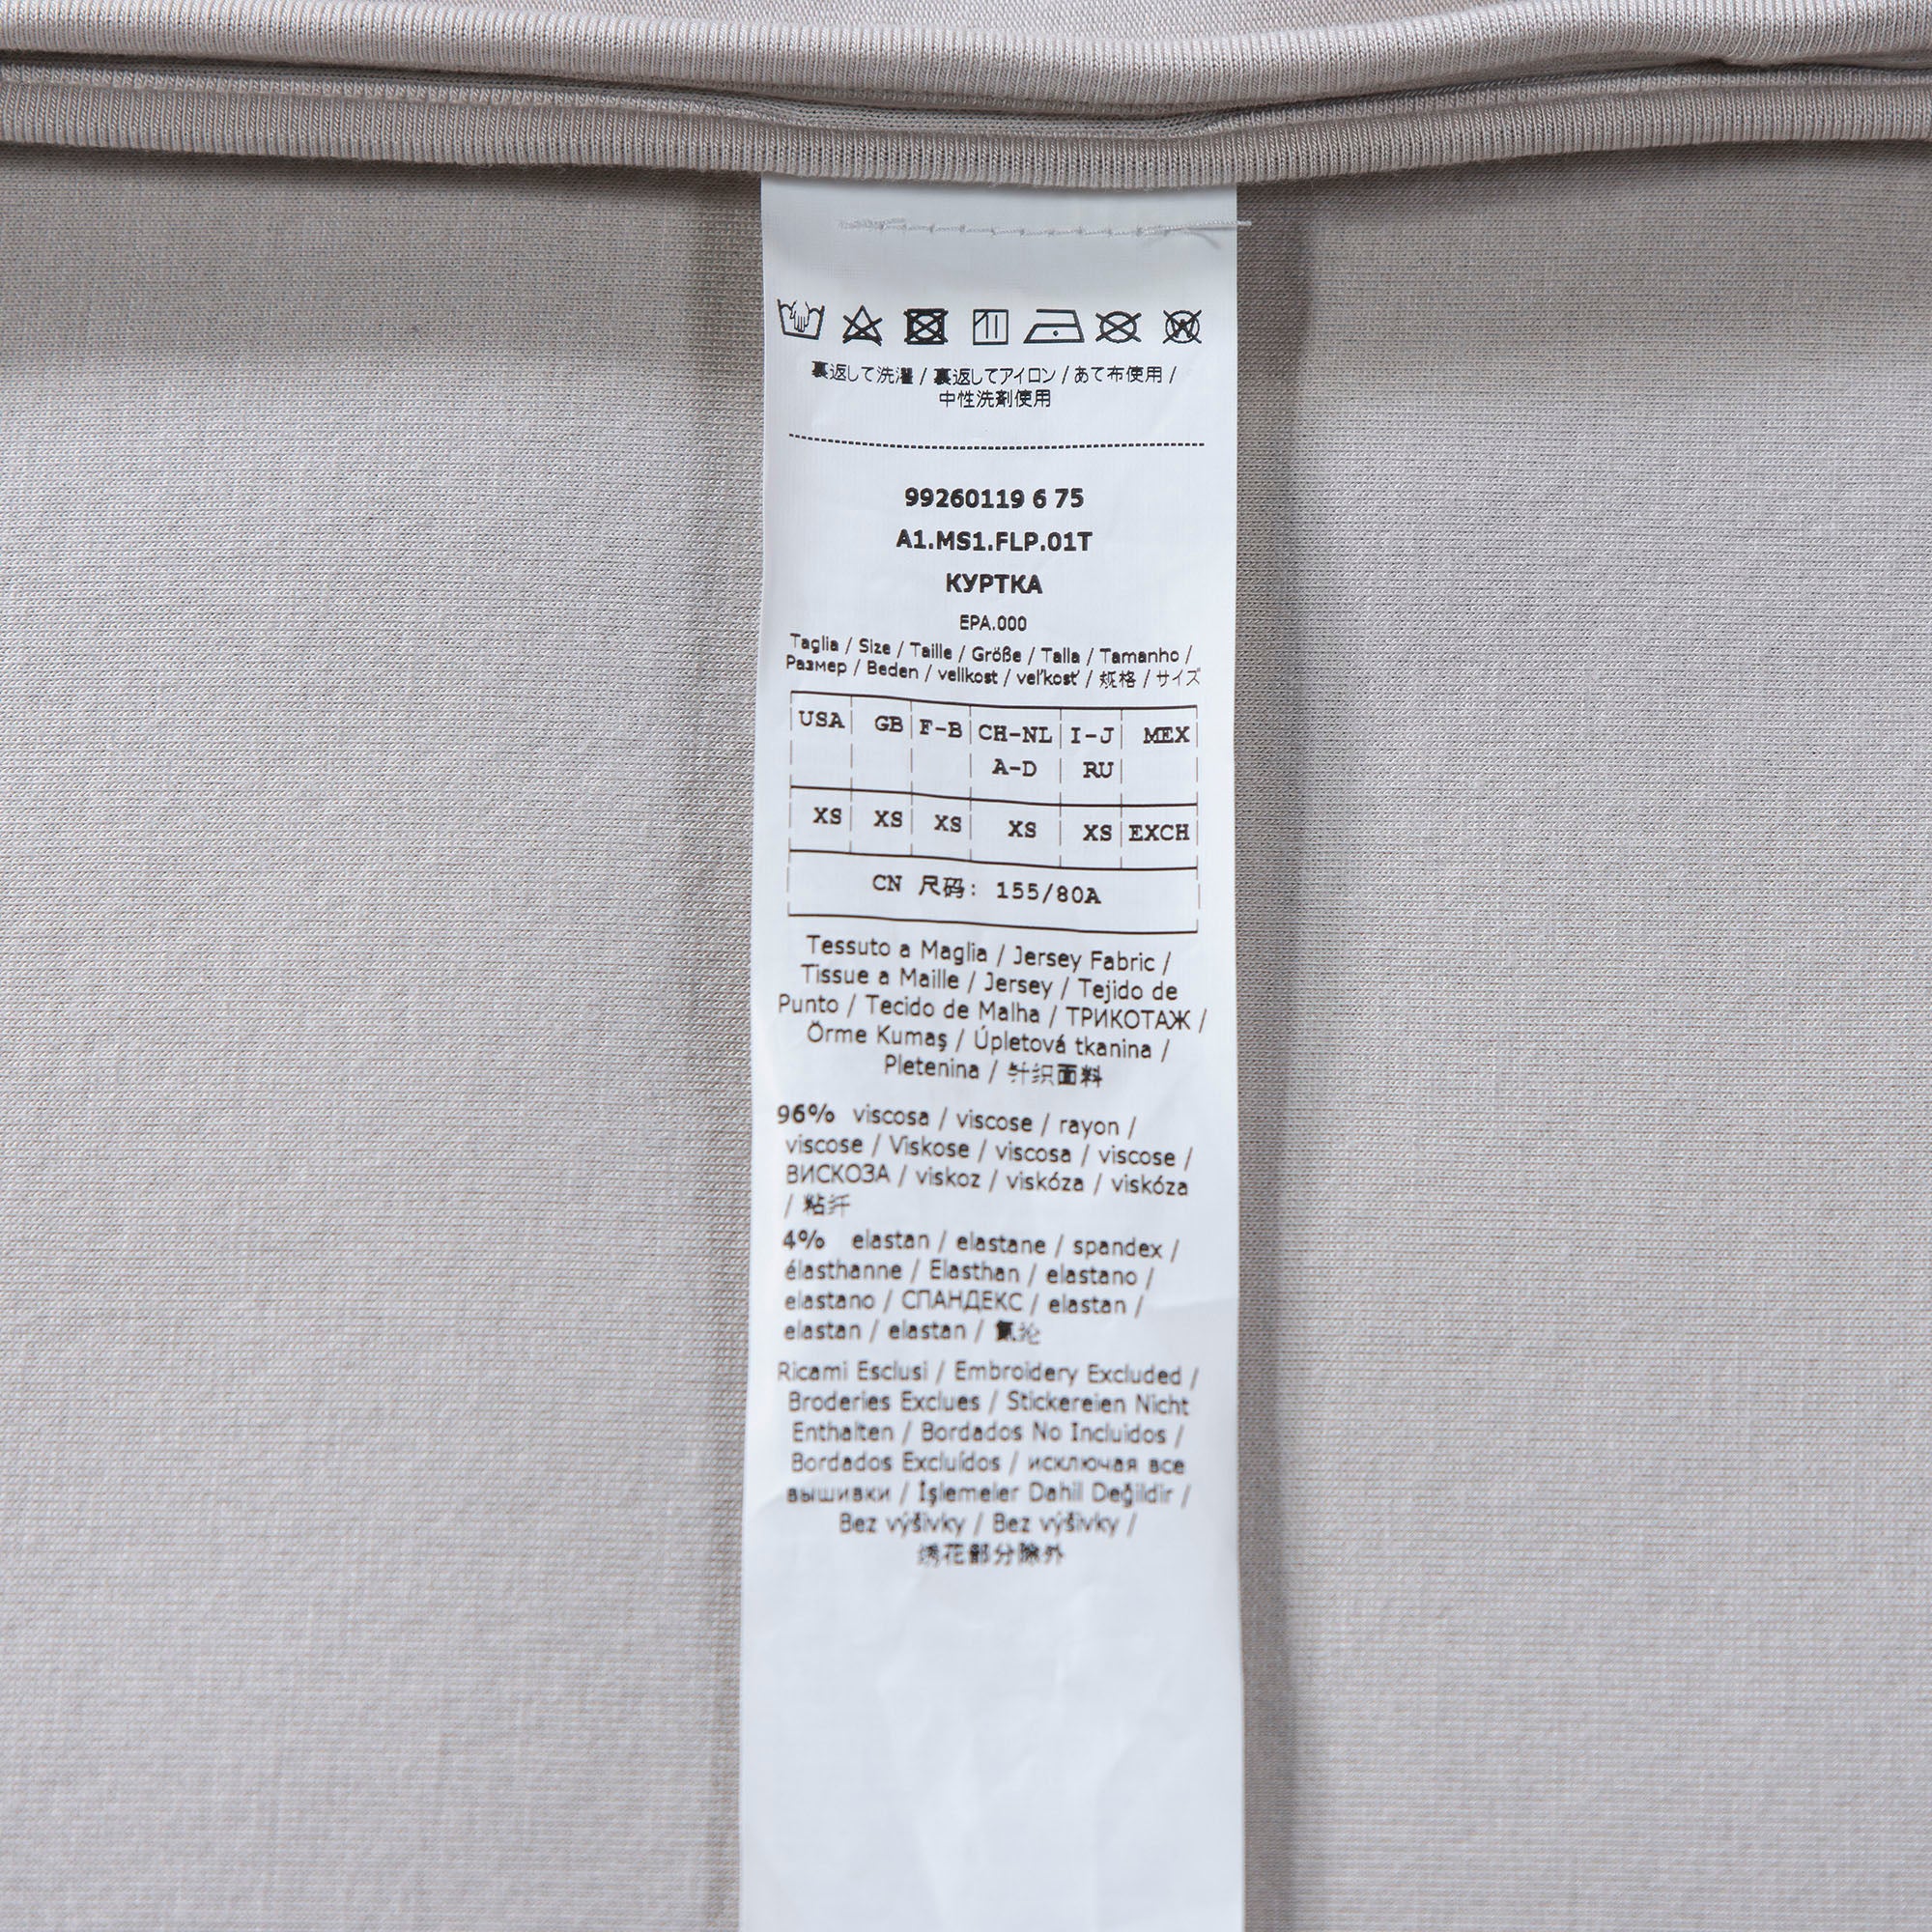 裏返して洗濯 / 裏返してアイロン / あて布使用 /
中性洗剤使用
99260119 6 75
A1.MS1.FLP.01T
КУРТКА
EPA.000
Taglia / Size / Taille / Größe / Talla / Tamanho /
Размер / Beden / velikost / veľkosť / 规格 / サイズ
USA GB F-B CH-NL I-J MEX
A-D RU
XS XS XS XS XS EXCH
CN 尺码: 155/80A
Tessuto a Maglia / Jersey Fabric /
Tissue a Maille / Jersey / Tejido de
Punto / Tecido de Malha / ТРИКОТАЖ /
Örme Kumaş / Úpletová tkanina /
Pletenina / 针织面料
96% viscosa / viscose / rayon /
viscose / Viskose / viscosa / viscose /
ВИСКОЗА / viskoz / viskóza / viskóza
/ 粘纤
4% elastan / elastane / spandex /
élasthanne / Elasthan / elastano /
elastano / СПАНДЕКС / elastan /
elastan / elastan / 氨纶
Ricami Esclusi / Embroidery Excluded /
Broderies Exclues / Stickereien Nicht
Enthalten / Bordados No Incluidos /
Bordados Excluídos / исключая все
вышивки / İşlemeler Dahil Değildir /
Bez výšivky / Bez výšivky /
绣花部分除外